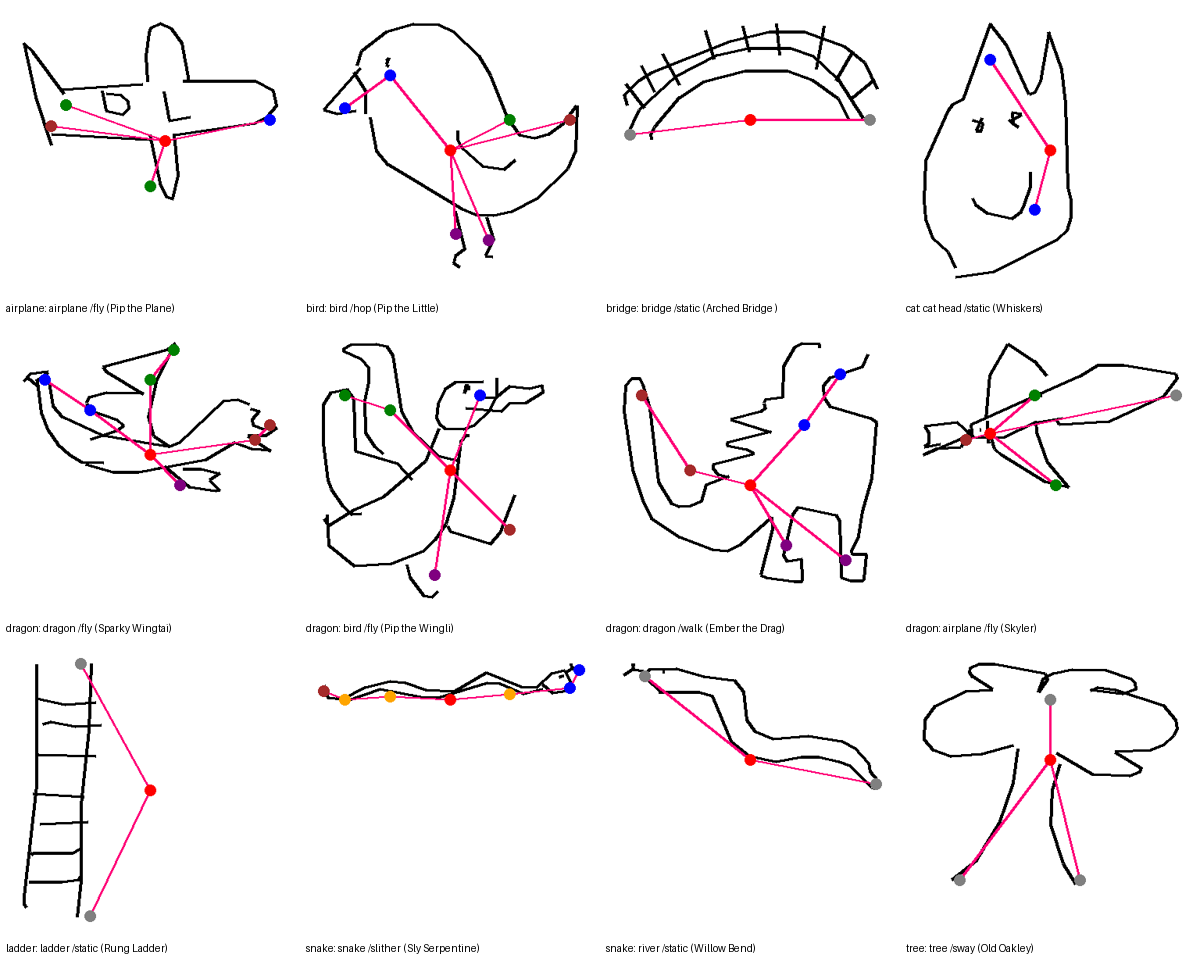 airplane: airplane /fly (Pip the Plane)
bird: bird /hop (Pip the Little)
bridge: bridge /static (Arched Bridge )
cat: cat head /static (Whiskers)
dragon: dragon /fly (Sparky Wingtai)
dragon: bird /fly (Pip the Wingli)
dragon: dragon /walk (Ember the Drag)
dragon: airplane /fly (Skyler)
ladder: ladder /static (Rung Ladder)
snake: snake /slither (Sly Serpentine)
snake: river /static (Willow Bend)
tree: tree /sway (Old Oakley)